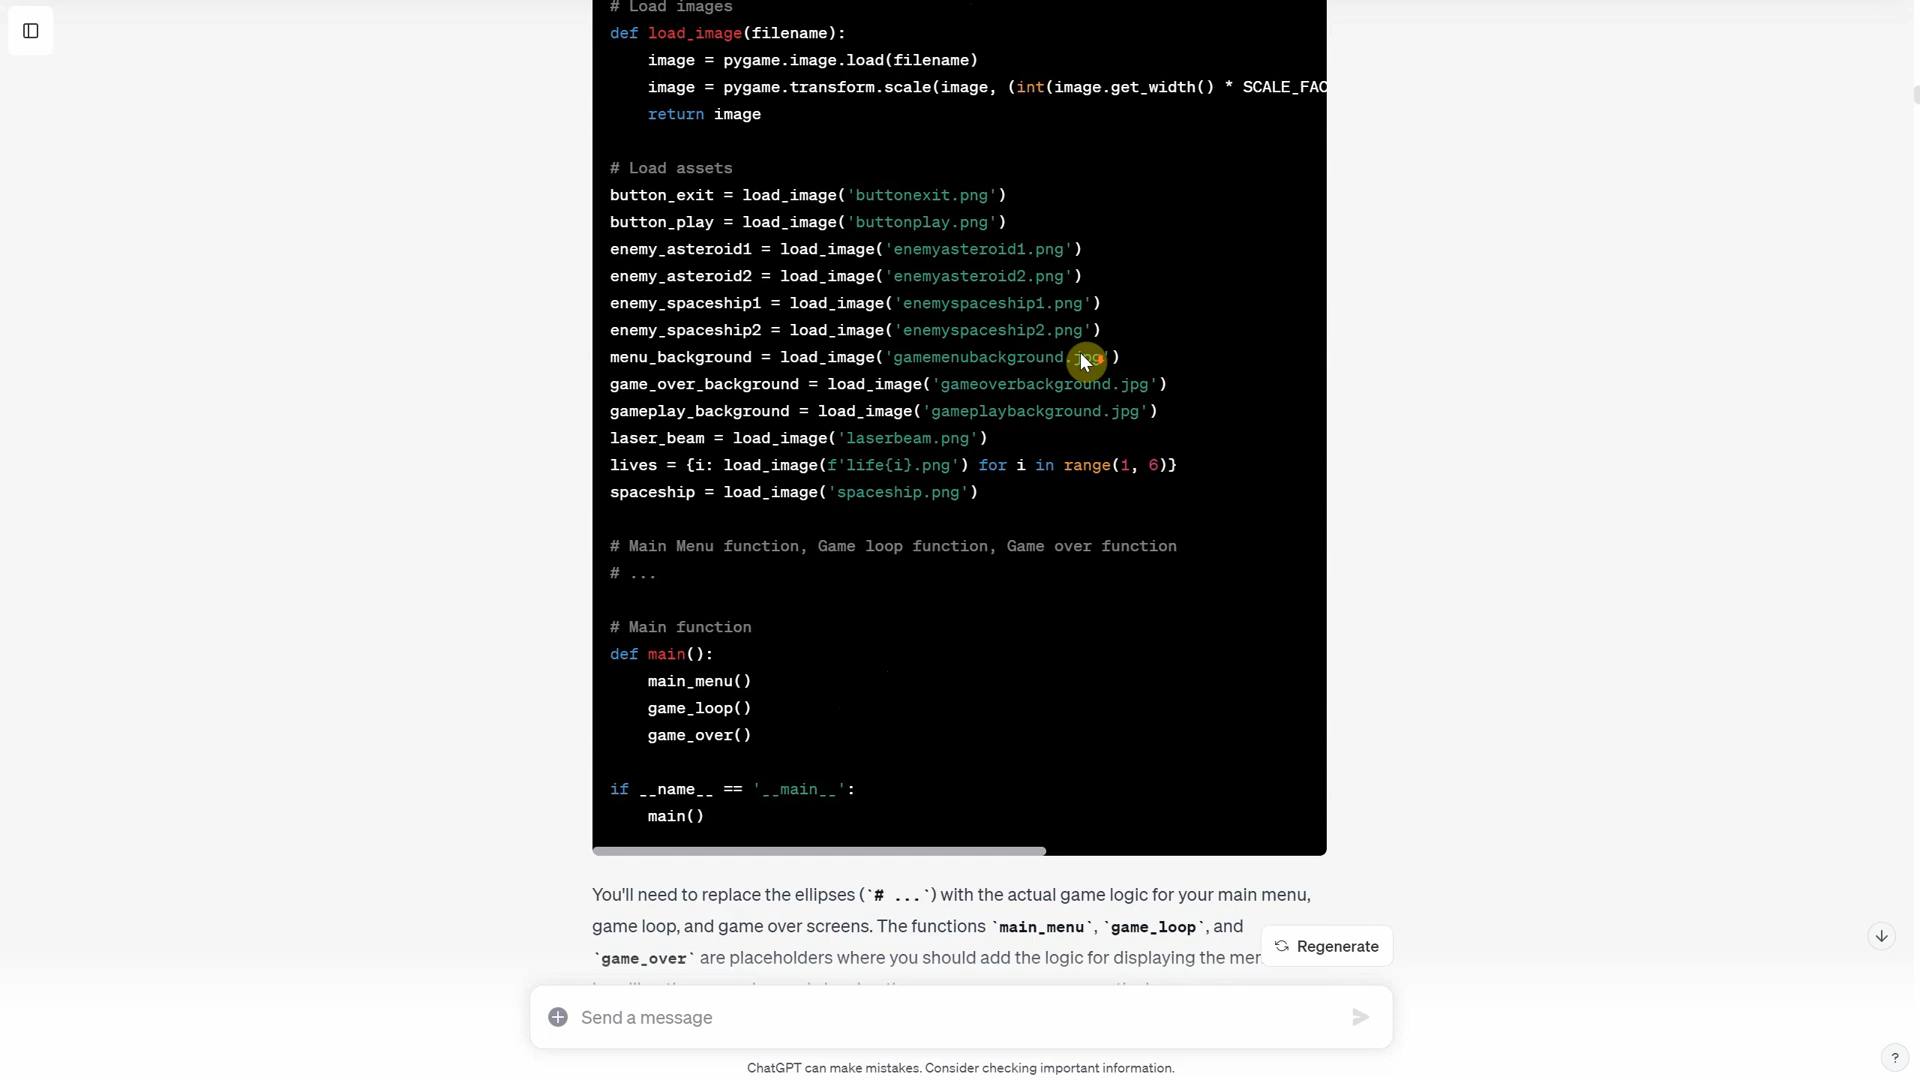 # Load images
def load_image(filename):
image = pygame.image.load(filename)
image = pygame.transform.scale(image, (int(image.get_width() * SCALE_FAC
return image
# Load assets
button_exit = load_image('buttonexit.png')
button_play = load_image('buttonplay.png')
enemy_asteroid1 = load_image('enemyasteroid1.png')
enemy_asteroid2 = load_image('enemyasteroid2.png')
enemy_spaceship1 = load_image('enemyspaceship1.png')
enemy_spaceship2 = load_image('enemyspaceship2.png')
menu_background = load_image('gamemenubackground.jpg')
game_over_background = load_image('gameoverbackground.jpg')
gameplay_background = load_image('gameplaybackground.jpg')
laser_beam = load_image('laserbeam.png')
lives = {i: load_image(f'life{i}.png') for i in range(1, 6)}
spaceship = load_image('spaceship.png')
# Main Menu function, Game loop function, Game over function
# ...
# Main function
def main():
main_menu()
game_loop()
game_over()
if __name__ == '__main__':
main()
You'll need to replace the ellipses (`# ...`) with the actual game logic for your main menu,
game loop, and game over screens. The functions `main_menu`, `game_loop`, and
`game_over` are placeholders where you should add the logic for displaying the men
Regenerate
Send a message
ChatGPT can make mistakes. Consider checking important information.
?